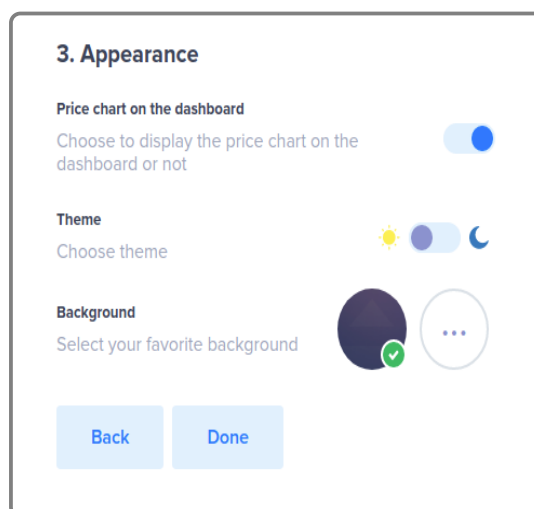 3. Appearance
Price chart on the dashboard
Choose to display the price chart on the
dashboard or not
Theme
Choose theme
Background
Select your favorite background
...
Back
Done